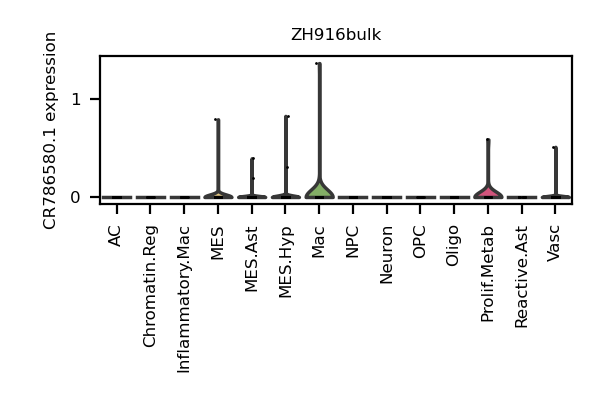 ZH916bulk
CR786580.1 expression
1
0
AC
Chromatin.Reg
Inflammatory.Mac
MES
MES.Ast
MES.Hyp
Mac
NPC
Neuron
OPC
Oligo
Prolif.Metab
Reactive.Ast
Vasc